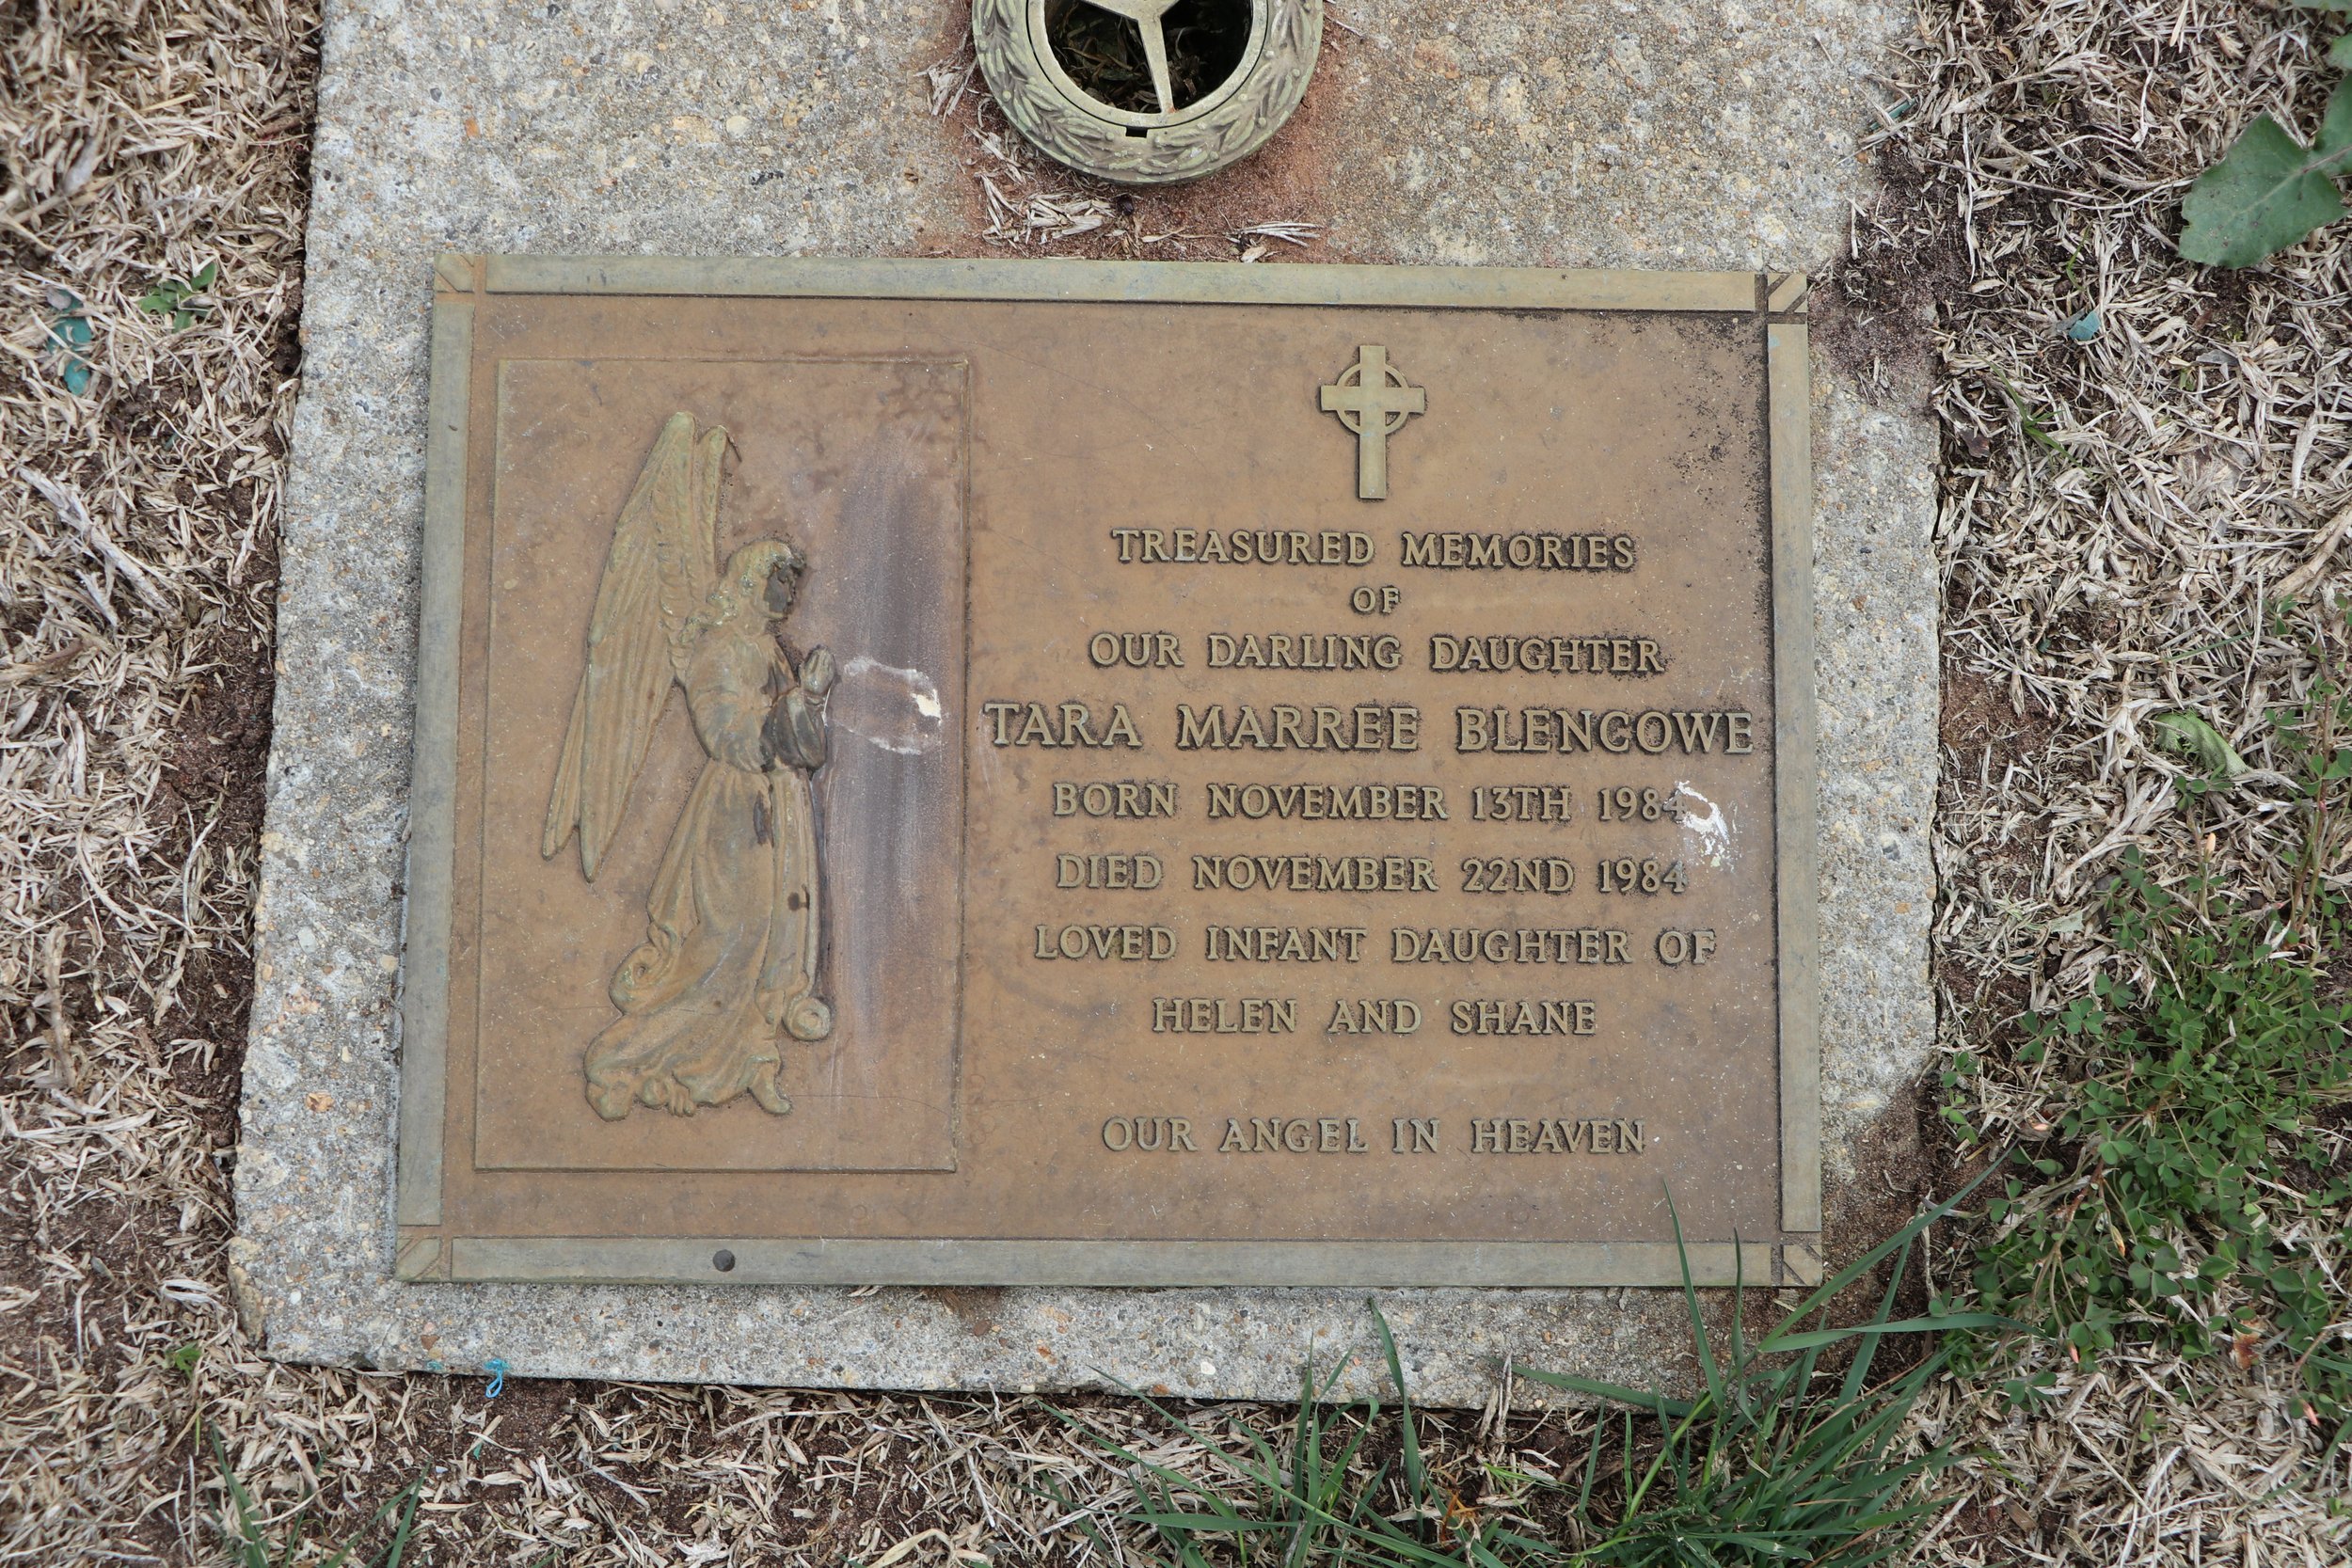 TREASURED MEMORIES
OF
OUR DARLING DAUGHTER
TARA MARREE BLENCOWE
BORN NOVEMBER 13TH 1984
DIED NOVEMBER 22ND 1984
LOVED INFANT DAUGHTER OF
HELEN AND SHANE
OUR ANGEL IN HEAVEN